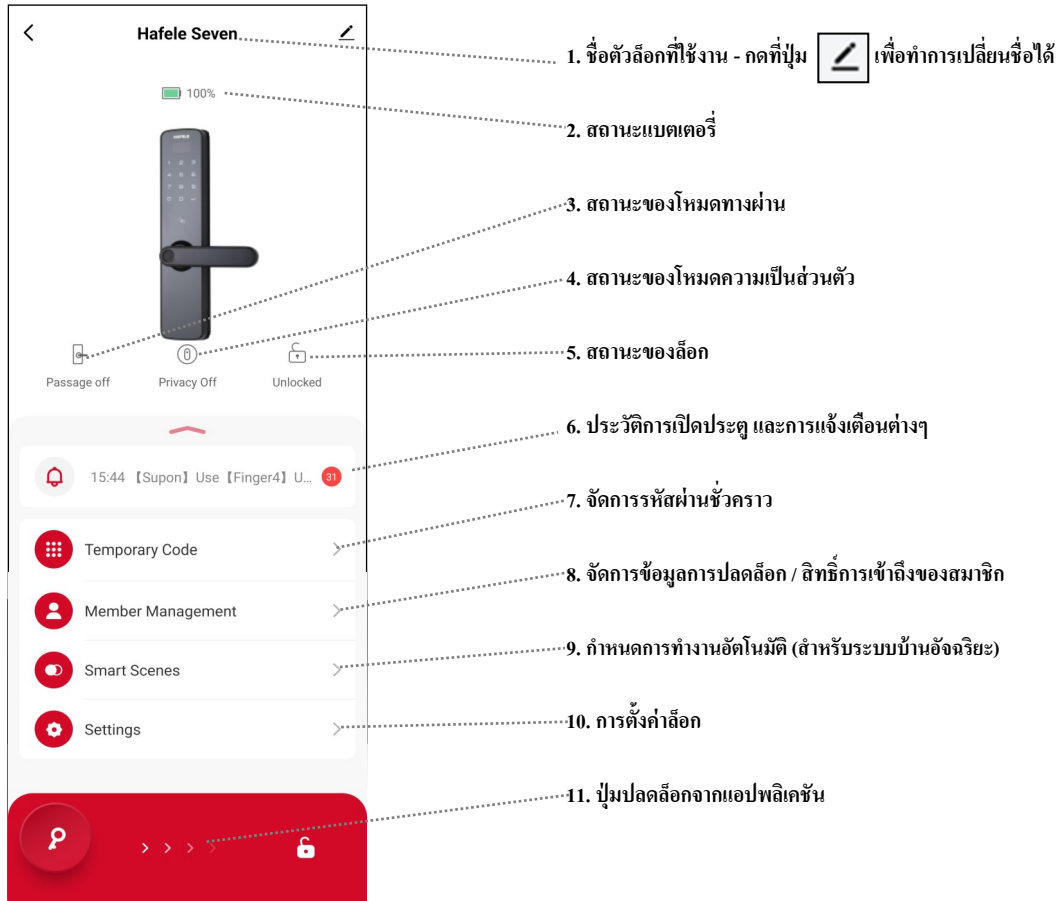 Hafele Seven
1. ชื่อตัวล็อกที่ใช้งาน - กดที่ปุ่ม เพื่อทำการเปลี่ยนชื่อได้
100%
2. สถานะแบตเตอรี่
HAFELE
3. สถานะของโหมดทางผ่าน
4. สถานะของโหมดความเป็นส่วนตัว
5. สถานะของล็อก
Passage off
Privacy Off
Unlocked
6. ประวัติการเปิดประตู และการแจ้งเตือนต่างๆ
15:44 【Supon】Use【Finger4】U... 31
7. จัดการรหัสผ่านชั่วคราว
Temporary Code
8. จัดการข้อมูลการปลดล็อก / สิทธิ์การเข้าถึงของสมาชิก
Member Management
9. กำหนดการทำงานอัตโนมัติ (สำหรับระบบบ้านอัจฉริยะ)
Smart Scenes
10. การตั้งค่าล็อก
Settings
11. ปุ่มปลดล็อกจากแอปพลิเคชัน